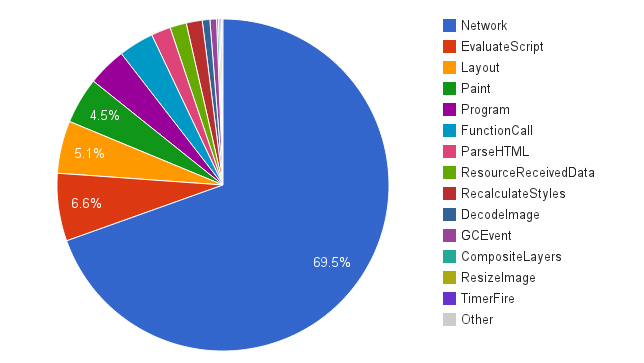 4.5%
5.1%
6.6%
69.5%
Network
EvaluateScript
Layout
Paint
Program
FunctionCall
ParseHTML
ResourceReceivedData
RecalculateStyles
DecodeImage
GCEvent
CompositeLayers
ResizeImage
TimerFire
Other